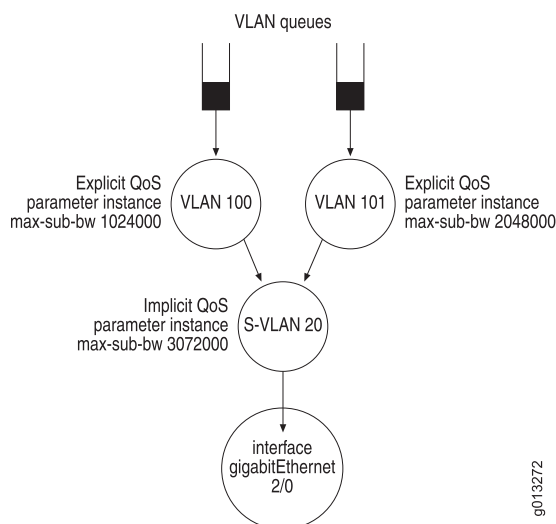 VLAN queues
Explicit QoS
parameter instance
max-sub-bw 1024000
VLAN 100
VLAN 101
Explicit QoS
parameter instance
max-sub-bw 2048000
Implicit QoS
parameter instance
max-sub-bw 3072000
S-VLAN 20
interface
gigabitEthernet
2/0
g013272